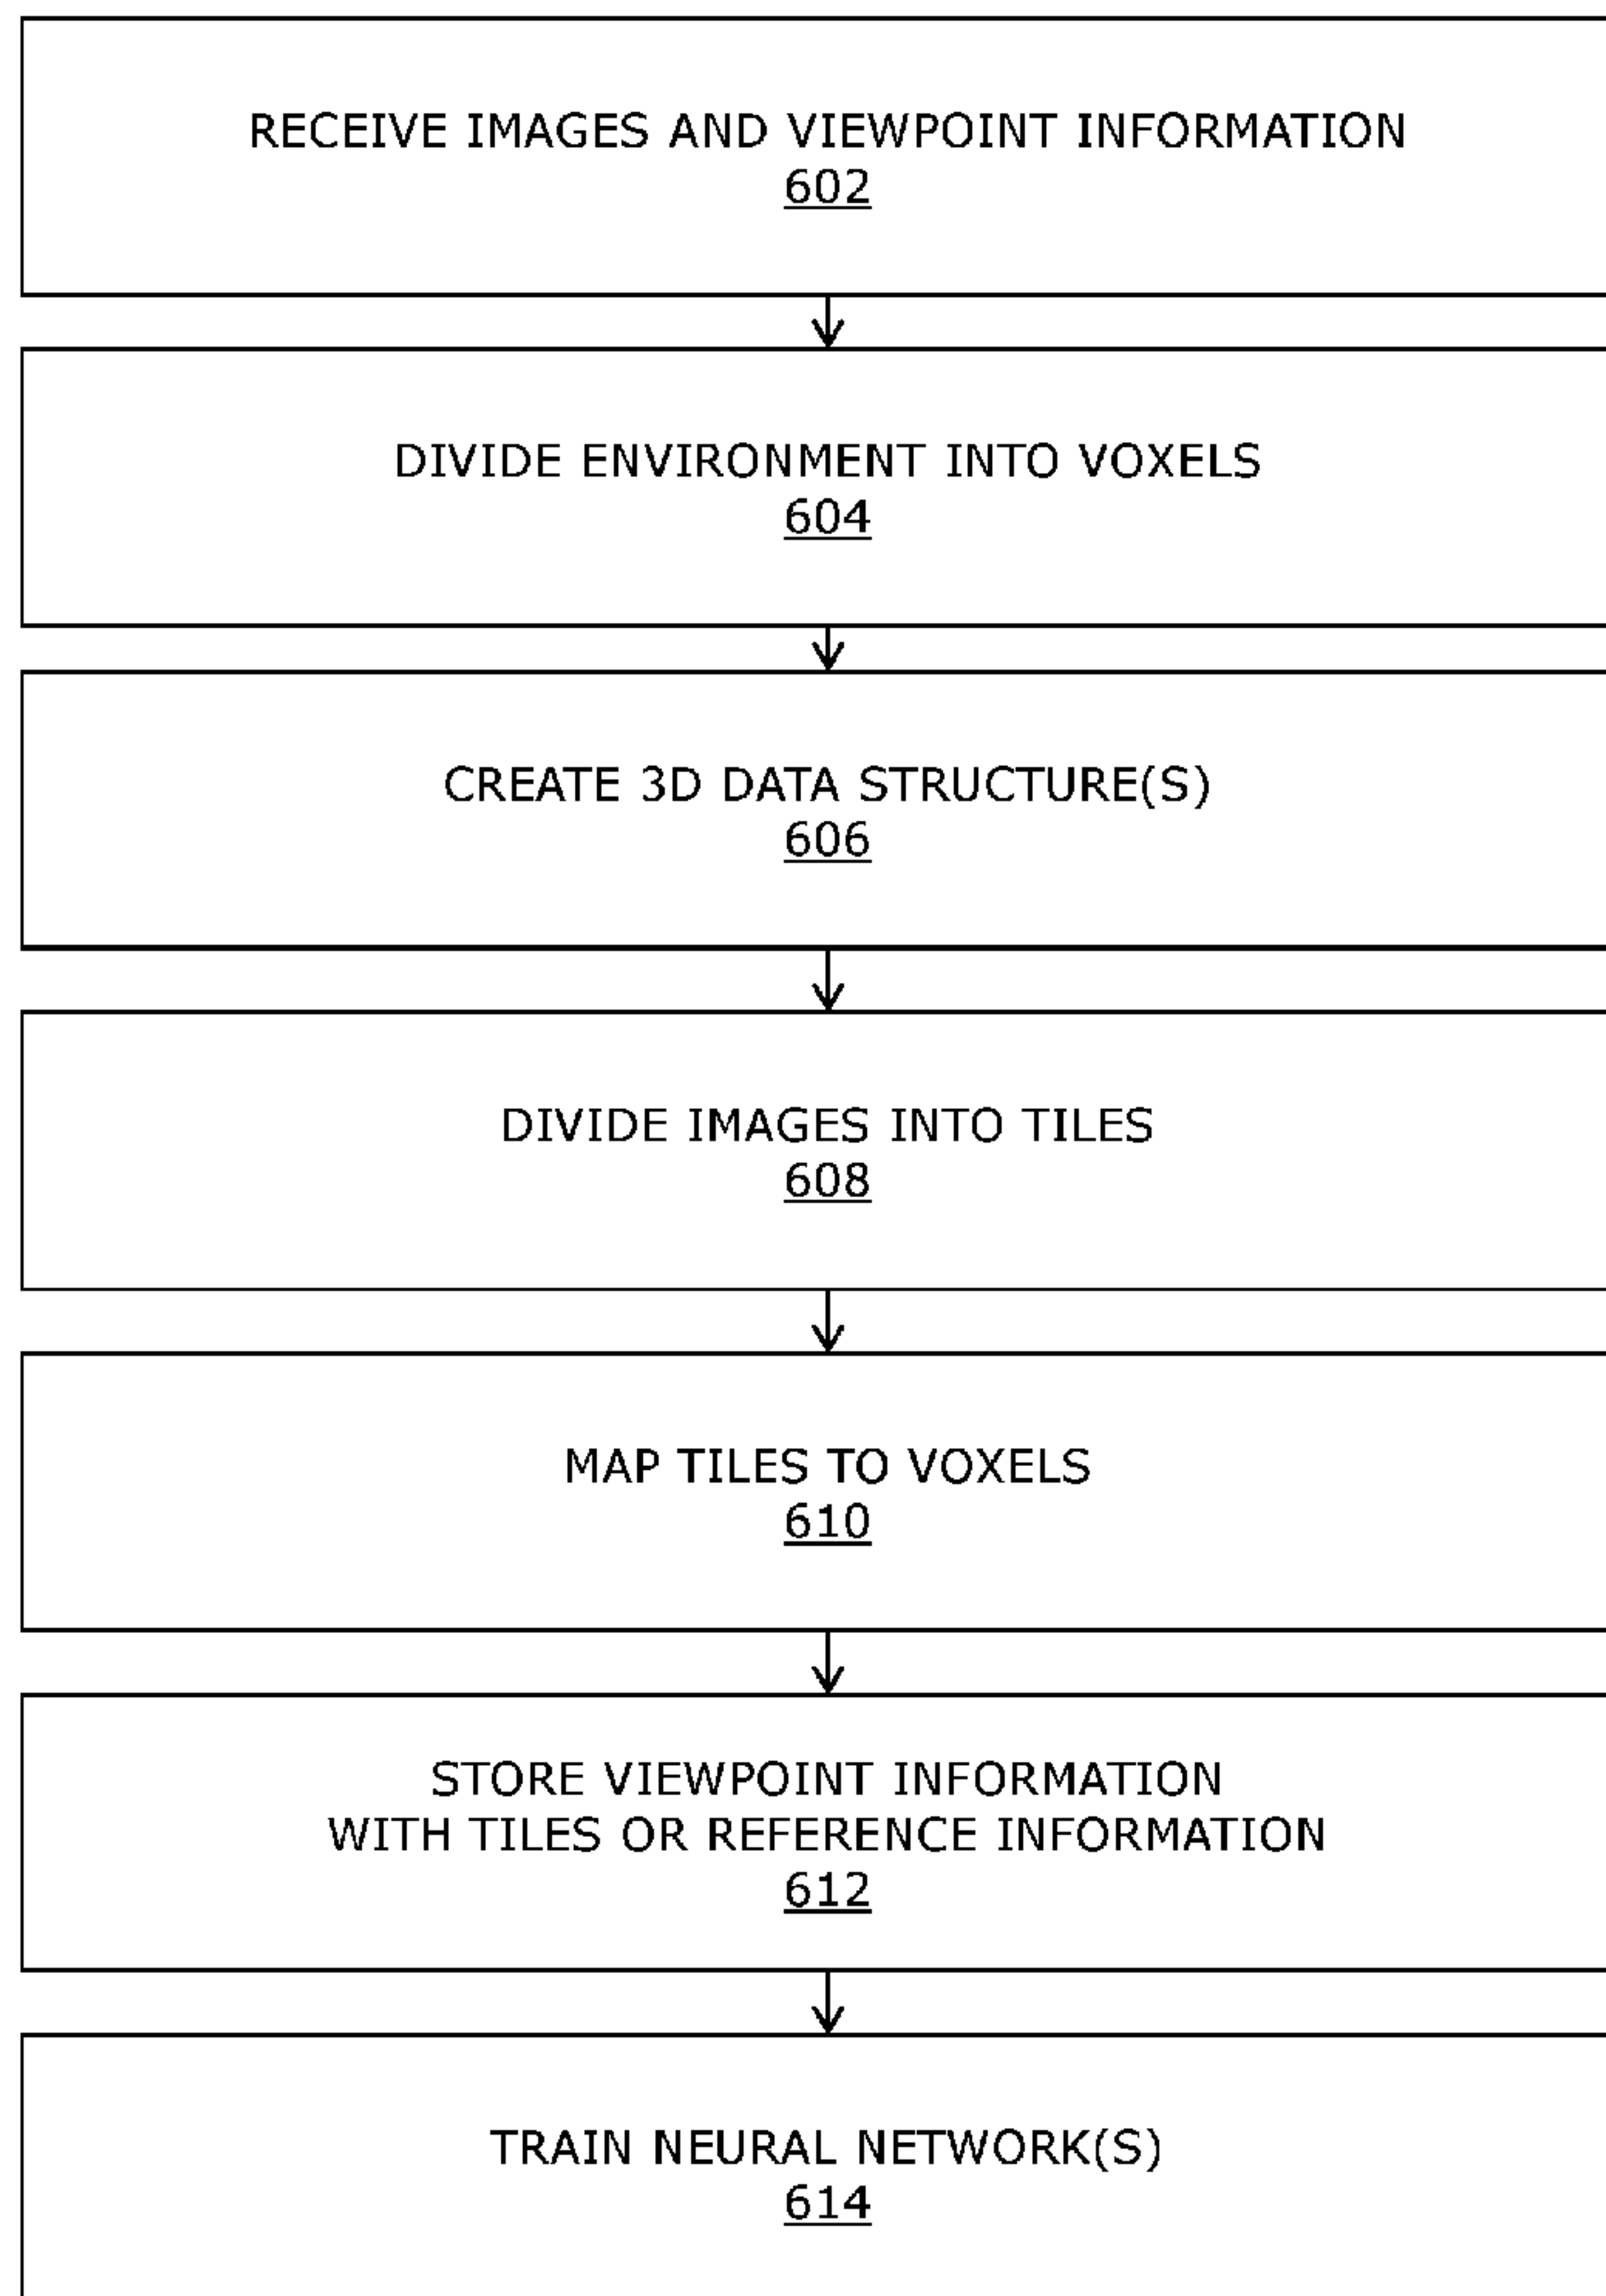 RECEIVE IMAGES AND VIEWPOINT INFORMATION
602
DIVIDE ENVIRONMENT INTO VOXELS
604
CREATE 3D DATA STRUCTURE(S)
606
DIVIDE IMAGES INTO TILES
608
MAP TILES TO VOXELS
610
STORE VIEWPOINT INFORMATION
WITH TILES OR REFERENCE INFORMATION
612
TRAIN NEURAL NETWORK(S)
614